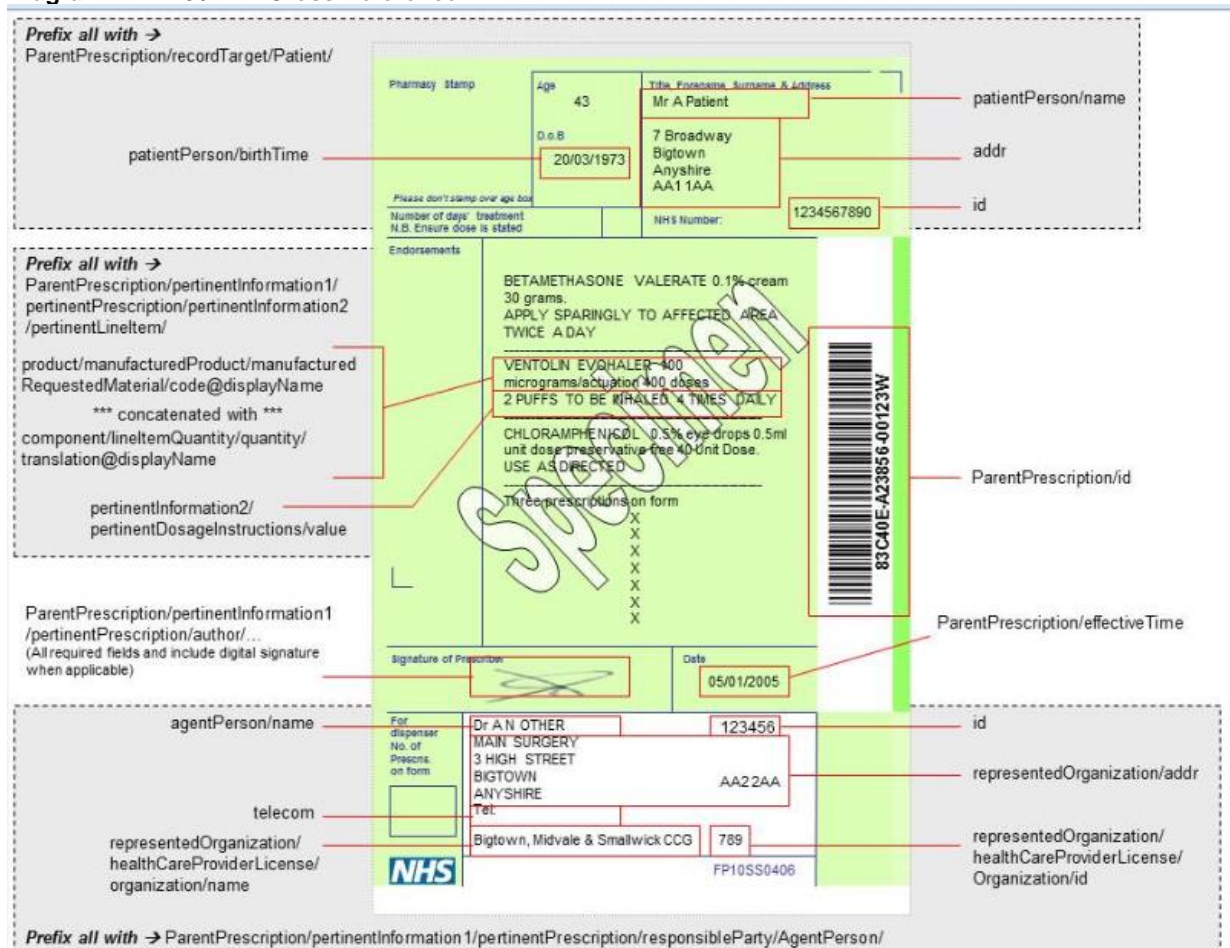 Prefix all with →
ParentPrescription/recordTarget/Patient/
patientPerson/birthTime
Pharmacy Stamp
Age
43
D.o.B
20/03/1973
Title, Forename, Surname & Address
Mr A Patient
7 Broadway
Bigtown
Anyshire
AA1 1AA
Please don't stamp over age box
Number of days' treatment
N.B. Ensure dose is stated
NHS Number:
1234567890
patientPerson/name
addr
id
Prefix all with →
ParentPrescription/pertinentInformation1/
pertinentPrescription/pertinentInformation2
/pertinentLineItem/
product/manufacturedProduct/manufactured
RequestedMaterial/code@displayName
*** concatenated with ***
component/lineItemQuantity/quantity/
translation@displayName
pertinentInformation2/
pertinentDosageInstructions/value
Endorsements
BETAMETHASONE VALERATE 0.1% cream
30 grams.
APPLY SPARINGLY TO AFFECTED AREA
TWICE A DAY
VENTOLIN EVOHALER 400
micrograms/actuation 400 doses
2 PUFFS TO BE INHALED 4 TIMES DAILY
CHLORAMPHENICOL 0.5% eye drops 0.5ml
unit dose preservative free 40 Unit Dose.
USE AS DIRECTED
Three prescriptions on form
X
X
X
X
X
X
X
Specimen
83C40E-A23856-00123W
ParentPrescription/id
ParentPrescription/pertinentInformation1
/pertinentPrescription/author/...
(All required fields and include digital signature
when applicable)
Signature of Prescriber
Date
05/01/2005
ParentPrescription/effectiveTime
agentPerson/name
telecom
representedOrganization/
healthCareProviderLicense/
organization/name
For
dispenser
No. of
Prescns.
on form
Dr A N OTHER
123456
MAIN SURGERY
3 HIGH STREET
BIGTOWN
AA2 2AA
ANYSHIRE
Tel:
Bigtown, Midvale & Smallwick CCG
789
NHS
FP10SS0406
id
representedOrganization/addr
representedOrganization/
healthCareProviderLicense/
Organization/id
Prefix all with → ParentPrescription/pertinentInformation1/pertinentPrescription/responsibleParty/AgentPerson/